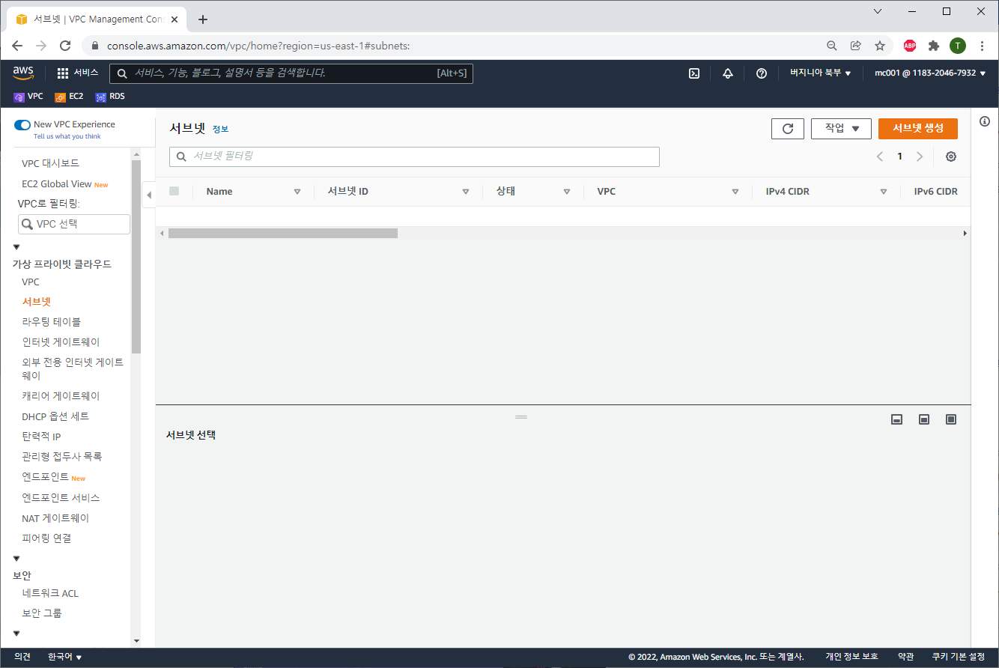 서브넷 | VPC Management Con
console.aws.amazon.com/vpc/home?region=us-east-1#subnets:
ABP
T
aws
서비스
서비스, 기능, 블로그, 설명서 등을 검색합니다.
[Alt+S]
버지니아 북부
mc001 @ 1183-2046-7932
VPC
EC2
RDS
New VPC Experience
Tell us what you think
VPC 대시보드
EC2 Global View New
VPC로 필터링:
VPC 선택
가상 프라이빗 클라우드
VPC
서브넷
라우팅 테이블
인터넷 게이트웨이
외부 전용 인터넷 게이트
웨이
캐리어 게이트웨이
DHCP 옵션 세트
탄력적 IP
관리형 접두사 목록
엔드포인트 New
엔드포인트 서비스
NAT 게이트웨이
피어링 연결
보안
네트워크 ACL
보안 그룹
서브넷 정보
작업
서브넷 생성
서브넷 필터링
1
Name
서브넷 ID
상태
VPC
IPv4 CIDR
IPv6 CIDR
서브넷 선택
의견
한국어
© 2022, Amazon Web Services, Inc. 또는 계열사.
개인 정보 보호
약관
쿠키 기본 설정